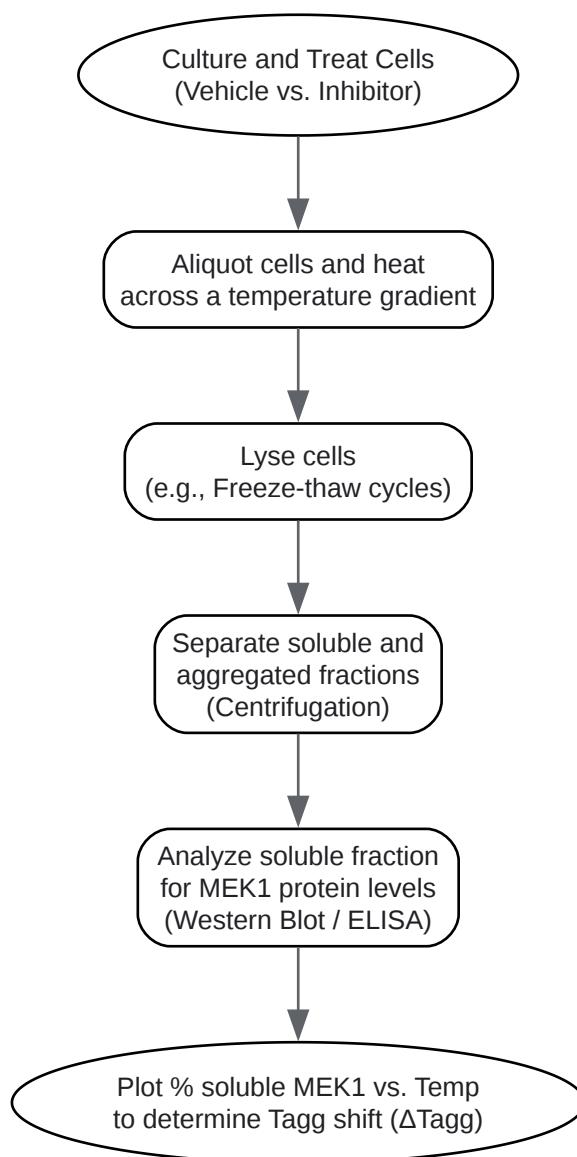 Culture and Treat Cells
(Vehicle vs. Inhibitor)
Aliquot cells and heat
across a temperature gradient
Lyse cells
(e.g., Freeze-thaw cycles)
Separate soluble and
aggregated fractions
(Centrifugation)
Analyze soluble fraction
for MEK1 protein levels
(Western Blot / ELISA)
Plot % soluble MEK1 vs. Temp
to determine Tagg shift (ΔTagg)